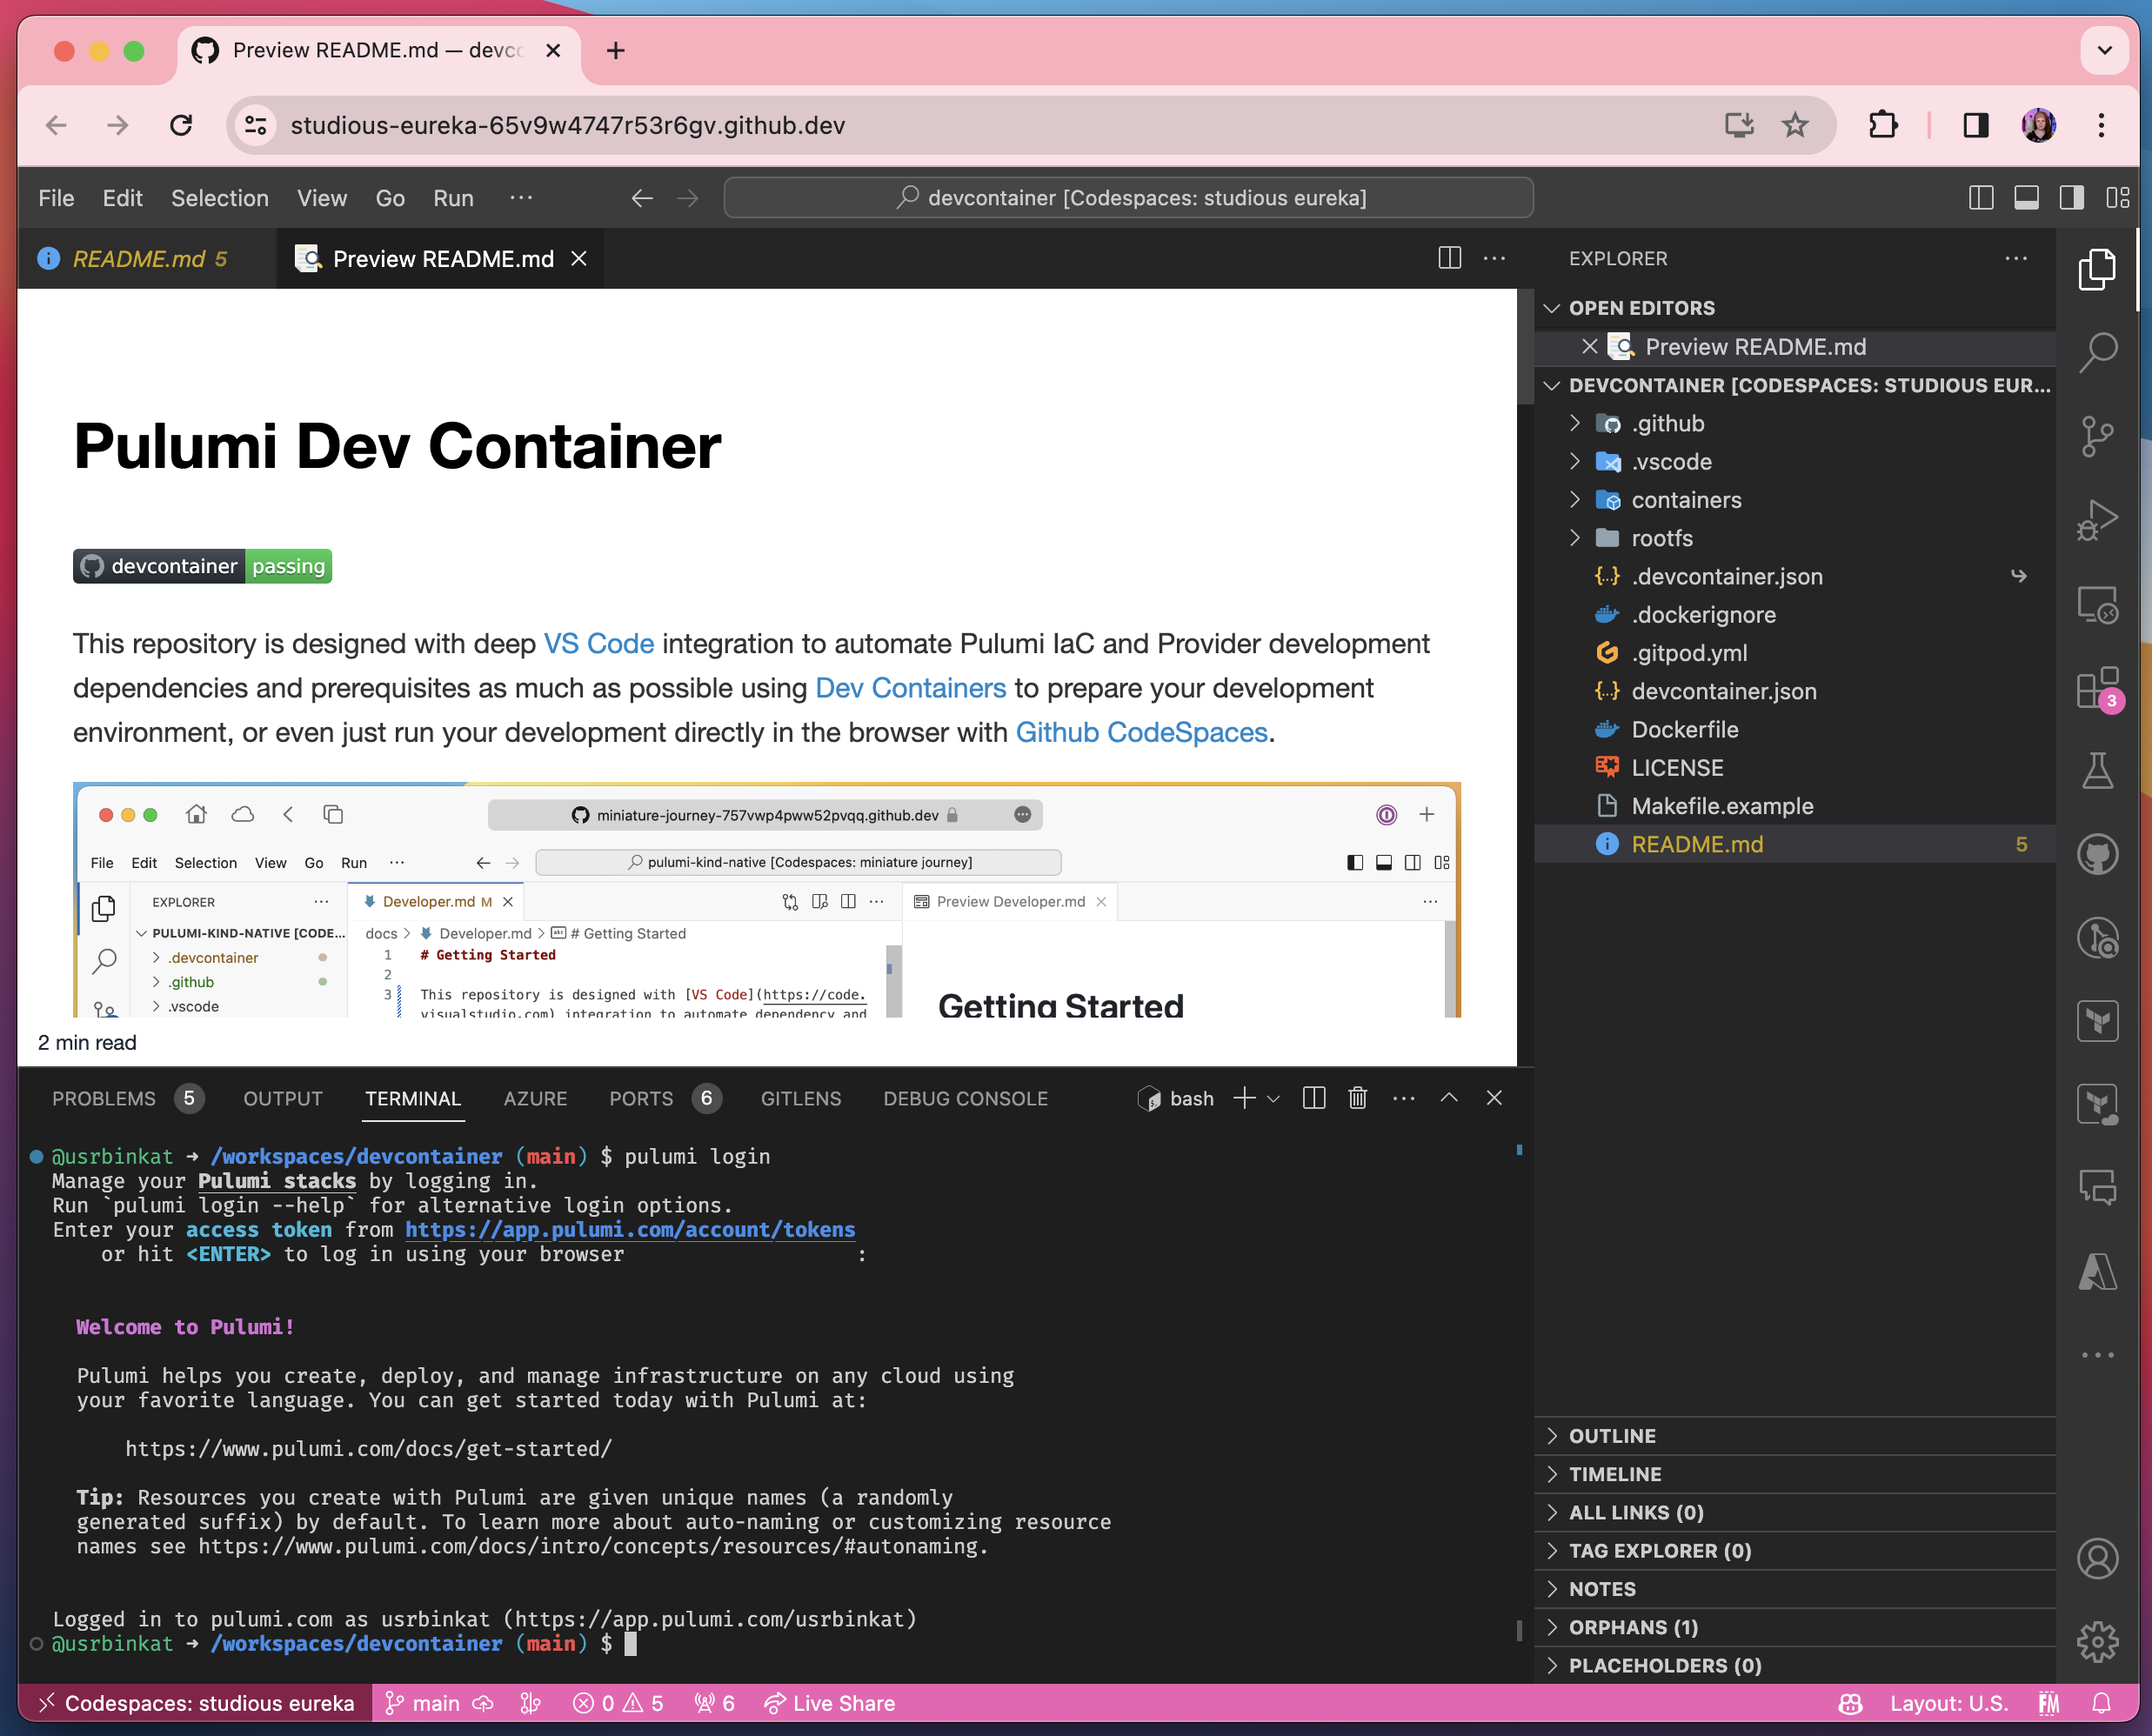 Preview README.md — devc
studious-eureka-65v9w4747r53r6gv.github.dev
File Edit Selection View Go Run ···
devcontainer [Codespaces: studious eureka]
README.md 5
Preview README.md
Pulumi Dev Container
devcontainer passing
This repository is designed with deep VS Code integration to automate Pulumi IaC and Provider development
dependencies and prerequisites as much as possible using Dev Containers to prepare your development
environment, or even just run your development directly in the browser with Github CodeSpaces.
miniature-journey-757vwp4pww52pvqq.github.dev
File Edit Selection View Go Run ···
pulumi-kind-native [Codespaces: miniature journey]
EXPLORER
PULUMI-KIND-NATIVE [CODE...
.devcontainer
.github
.vscode
Developer.md M
docs > Developer.md > # Getting Started
1 # Getting Started
2
3 This repository is designed with [VS Code](https://code.
visualstudio.com) integration to automate dependency and
Preview Developer.md
Getting Started
2 min read
EXPLORER
OPEN EDITORS
Preview README.md
DEVCONTAINER [CODESPACES: STUDIOUS EUR...
.github
.vscode
containers
rootfs
.devcontainer.json
.dockerignore
.gitpod.yml
devcontainer.json
Dockerfile
LICENSE
Makefile.example
README.md 5
3
OUTLINE
TIMELINE
ALL LINKS (0)
TAG EXPLORER (0)
NOTES
ORPHANS (1)
PLACEHOLDERS (0)
PROBLEMS 5 OUTPUT TERMINAL AZURE PORTS 6 GITLENS DEBUG CONSOLE
bash
@usrbinkat → /workspaces/devcontainer (main) $ pulumi login
Manage your Pulumi stacks by logging in.
Run `pulumi login --help` for alternative login options.
Enter your access token from https://app.pulumi.com/account/tokens
or hit <ENTER> to log in using your browser :
Welcome to Pulumi!
Pulumi helps you create, deploy, and manage infrastructure on any cloud using
your favorite language. You can get started today with Pulumi at:
https://www.pulumi.com/docs/get-started/
Tip: Resources you create with Pulumi are given unique names (a randomly
generated suffix) by default. To learn more about auto-naming or customizing resource
names see https://www.pulumi.com/docs/intro/concepts/resources/#autonaming.
Logged in to pulumi.com as usrbinkat (https://app.pulumi.com/usrbinkat)
@usrbinkat → /workspaces/devcontainer (main) $
Codespaces: studious eureka main 0 5 6 Live Share
Layout: U.S. FM